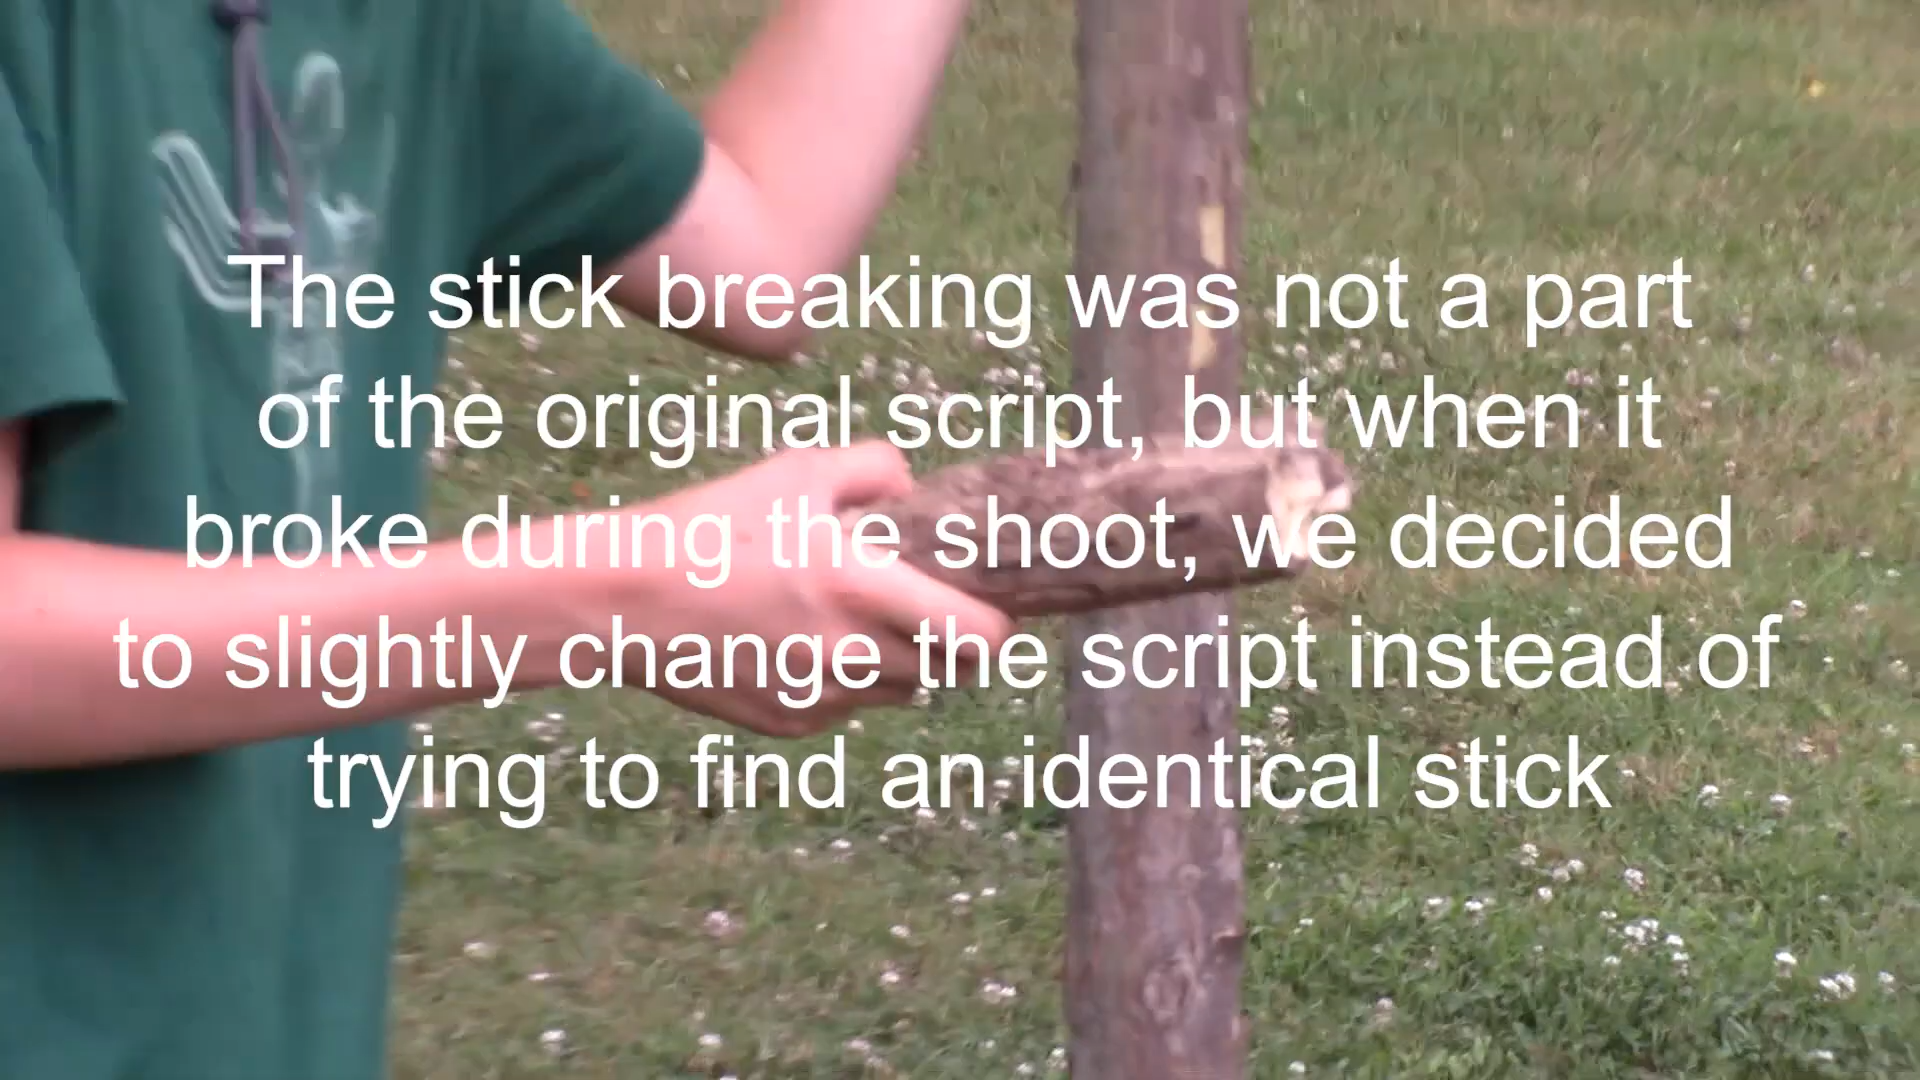 The stick breaking was not a part
of the original script, but when it
broke during the shoot, we decided
to slightly change the script instead of
trying to find an identical stick